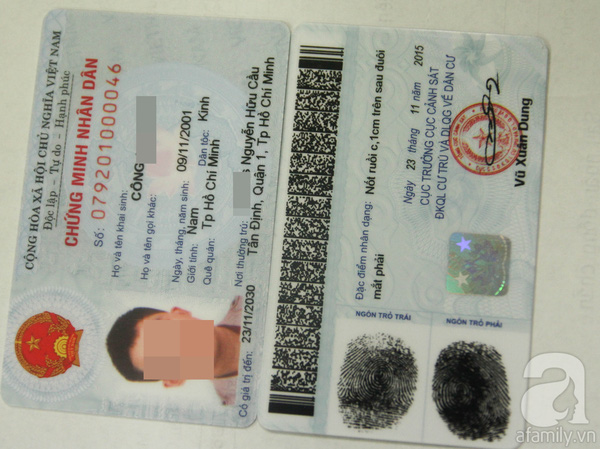 CỘNG HÒA XÃ HỘI CHỦ NGHĨA VIỆT NAM
Độc lập - Tự do - Hạnh phúc
CHỨNG MINH NHÂN DÂN
Số: 079201000046
Họ và tên khai sinh:
CÔNG
Họ và tên gọi khác:
Ngày, tháng, năm sinh: 09/11/2001
Giới tính: Nam Dân tộc: Kinh
Quê quán: Tp Hồ Chí Minh
Nơi thường trú: Nguyễn Hữu Cầu
Tân Định, Quận 1, Tp Hồ Chí Minh
Có giá trị đến: 23/11/2030
Đặc điểm nhân dạng: Nốt ruồi c,1cm trên sau đuôi
mắt phải
Ngày 23 tháng 11 năm 2015
CỤC TRƯỞNG CỤC CẢNH SÁT
ĐKQL CƯ TRÚ VÀ DLQG VỀ DÂN CƯ
Vũ Xuân Dung
NGÓN TRỎ TRÁI
NGÓN TRỎ PHẢI
a
afamily.vn